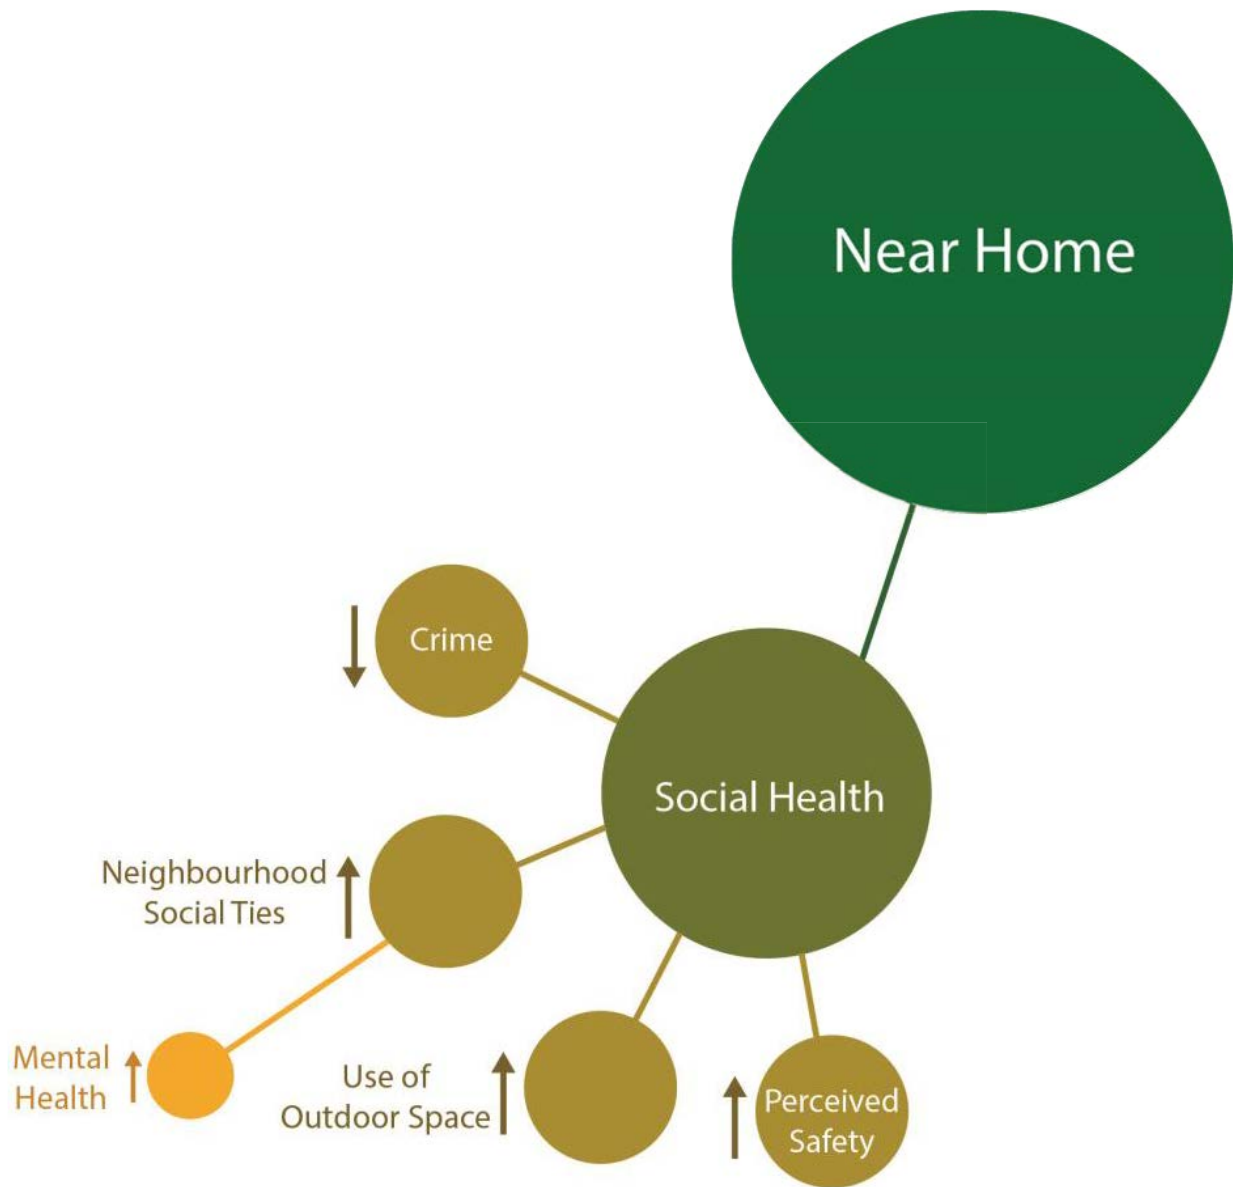 Near Home
Crime
Social Health
Neighbourhood
Social Ties
Mental
Health
Use of
Outdoor Space
Perceived
Safety